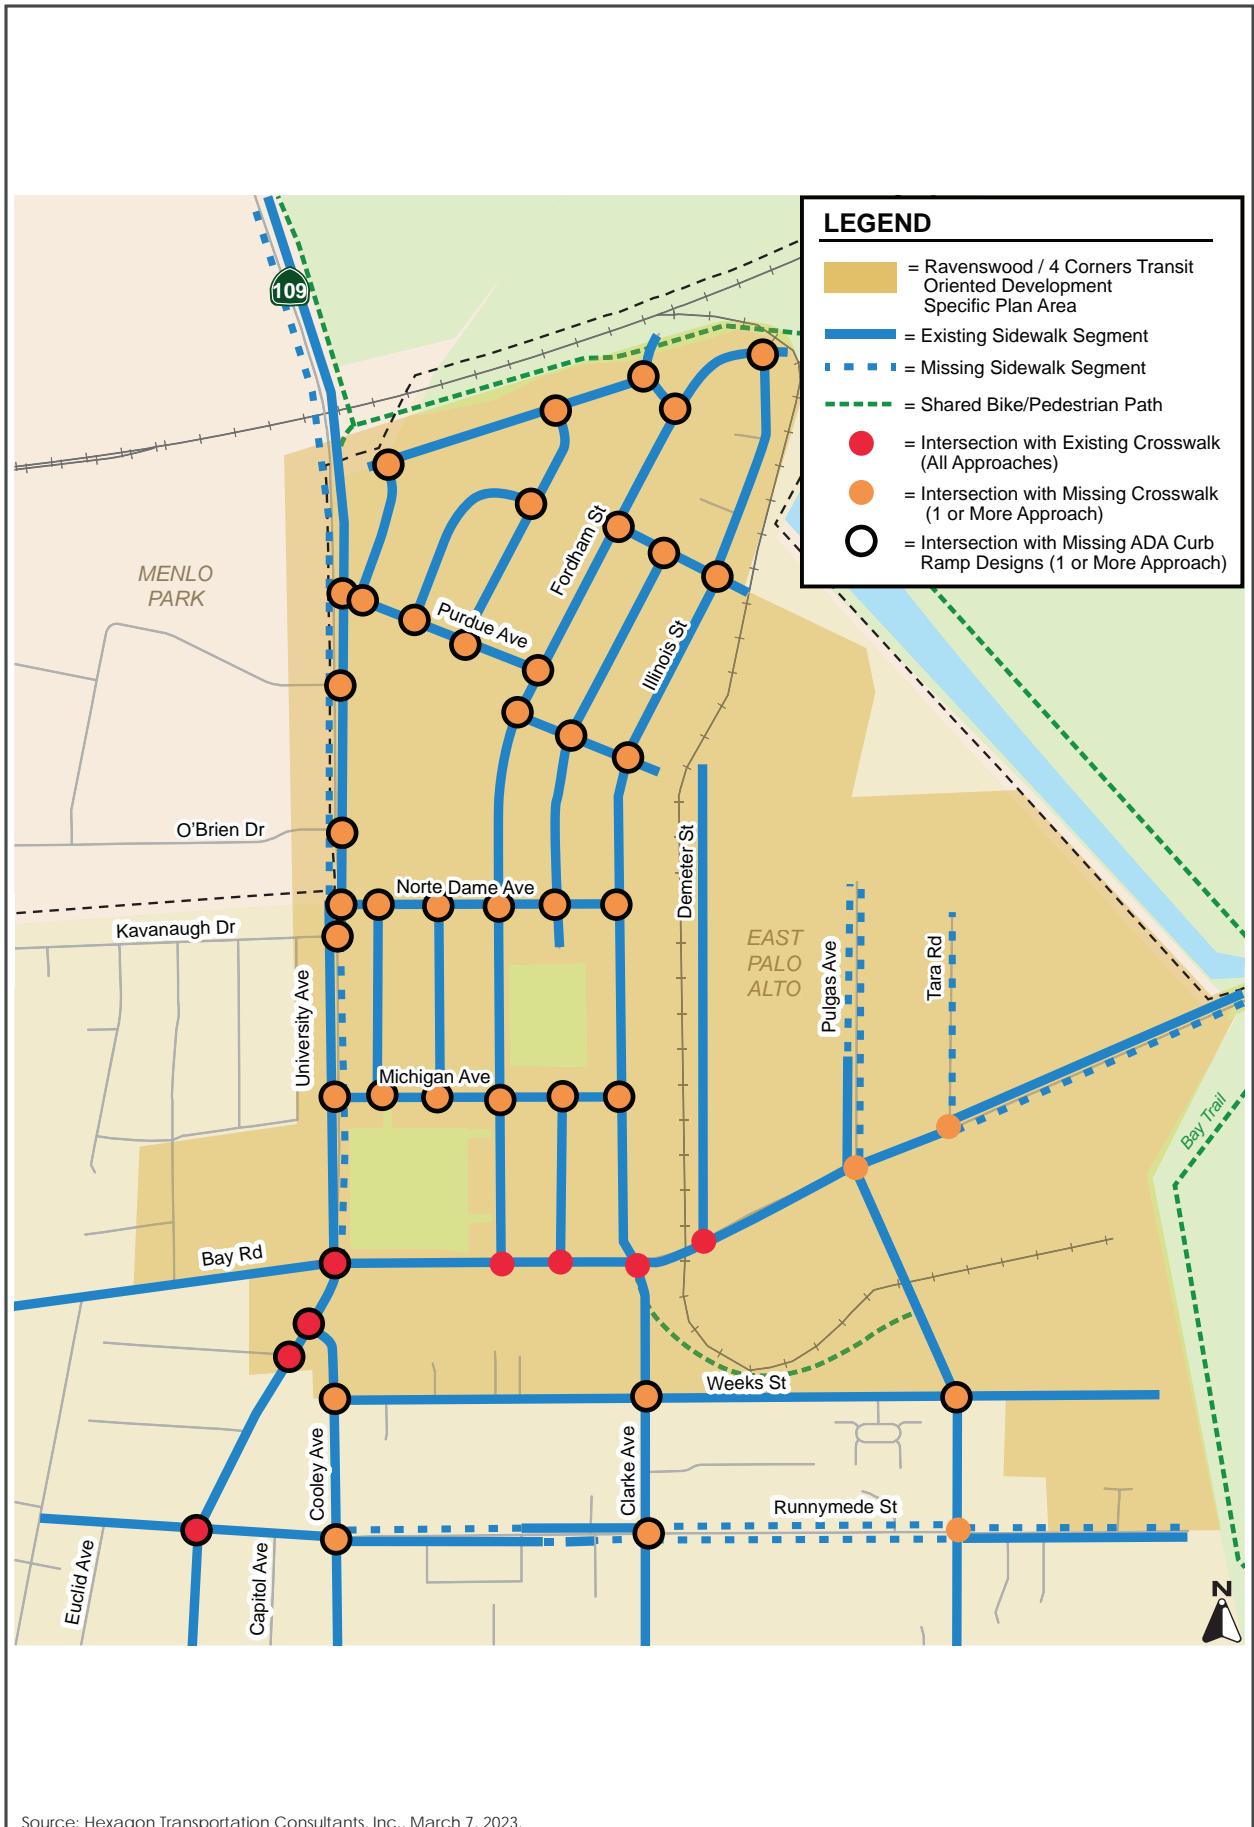 LEGEND
= Ravenswood / 4 Corners Transit
Oriented Development
Specific Plan Area
= Existing Sidewalk Segment
= Missing Sidewalk Segment
= Shared Bike/Pedestrian Path
= Intersection with Existing Crosswalk
(All Approaches)
= Intersection with Missing Crosswalk
(1 or More Approach)
= Intersection with Missing ADA Curb
Ramp Designs (1 or More Approach)
109
MENLO
PARK
Fordham St
Purdue Ave
Illinois St
O'Brien Dr
Demeter St
Norte Dame Ave
Kavanaugh Dr
EAST
PALO
ALTO
Pulgas Ave
Tara Rd
University Ave
Michigan Ave
Bay Trail
Bay Rd
Weeks St
Cooley Ave
Clarke Ave
Runnymede St
Euclid Ave
Capitol Ave
N
Source: Hexagon Transportation Consultants, Inc., March 7, 2023.